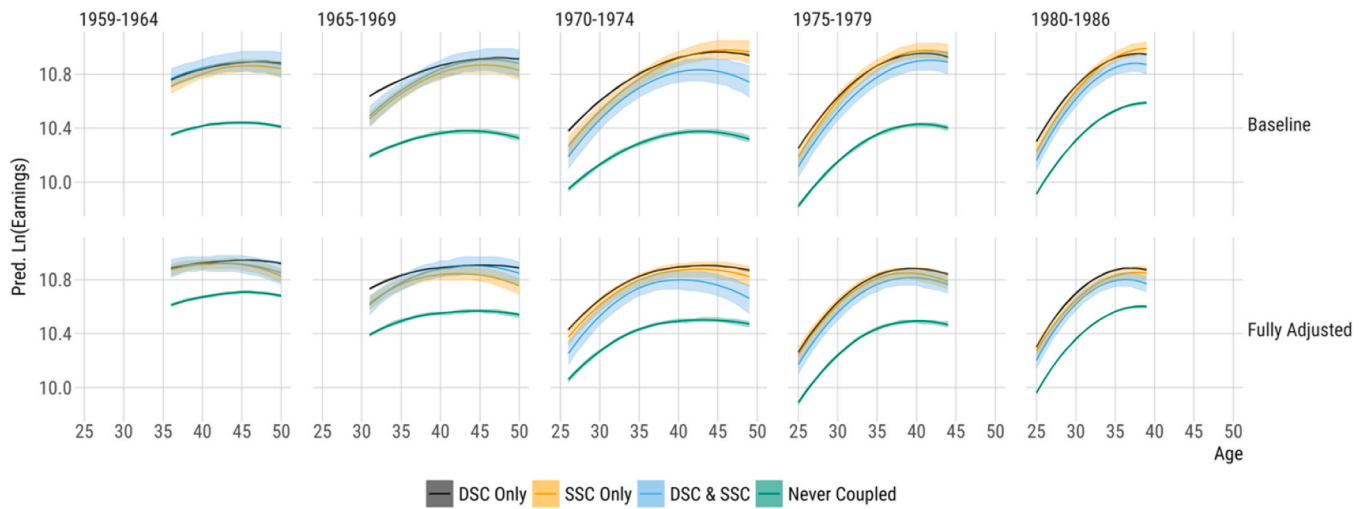 1959-1964 1965-1969 1970-1974 1975-1979 1980-1986
10.8
10.4
10.0
Baseline
Pred. Ln(Earnings)
10.8
10.4
10.0
Fully Adjusted
25 30 35 40 45 50 25 30 35 40 45 50 25 30 35 40 45 50 25 30 35 40 45 50 25 30 35 40 45 50
Age
DSC Only SSC Only DSC & SSC Never Coupled